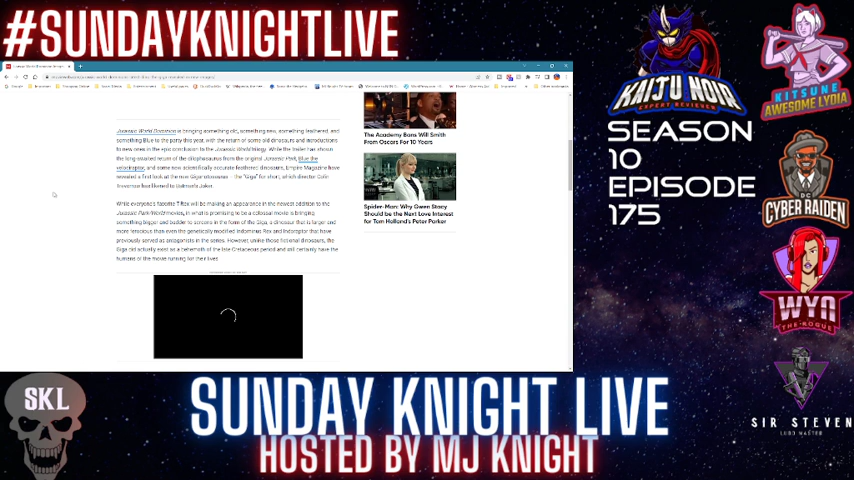 #SUNDAYKNIGHTLIVE
Jurassic World Dominion is bringing something old, something new, something feathered, and
something Blue to the party this year, with the return of some old dinosaurs and introductions
to new ones in the epic conclusion to the Jurassic World trilogy. While the trailer has shown
the long-awaited return of the dilophosaurus from the original Jurassic Park, Blue the
velociraptor, and some new scientifically accurate feathered dinosaurs, Empire Magazine have
revealed a first look at the new Giganotosaurus - the "Giga" for short, which director Colin
Trevorrow has likened to Batman's Joker.
While everyone's favorite T-Rex will be making an appearance in the newest addition to the
Jurassic Park/World movies, in what is promising to be a colossal movie is bringing
something bigger and badder he screams in the form of the Giga, a dinosaur that is larger and
more ferocious than even the genetically modified Indominus Rex and Indoraptor that have
previously served as antagonists in the series. However, unlike those fictional dinosaurs, the
Giga did actually exist as a behemoth of the late Cretaceous period and will certainly have the
humans of the movie running for their lives.
The Academy Bans Will Smith
From Oscars For 10 Years
Spider-Man: Why Gwen Stacy
Should be the Next Love Interest
for Tom Holland's Peter Parker
KAIJU NOIR
EXPERT REVIEWER
KITSUNE
AWESOME LYDIA
SEASON
10
EPISODE
175
DC
CYBER RAIDEN
WYN
THE ROGUE
SIR STEVEN
LUDO MASTER
SKL
SUNDAY KNIGHT LIVE
HOSTED BY MJ KNIGHT